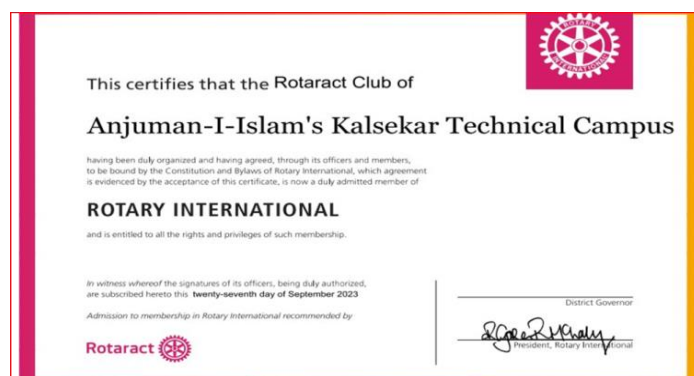 ROTARY
INTERNATIONAL
This certifies that the Rotaract Club of
Anjuman-I-Islam's Kalsekar Technical Campus
having been duly organized and having agreed, through its officers and members,
to be bound by the Constitution and Bylaws of Rotary International, which agreement
is evidenced by the acceptance of this certificate, is now a duly admitted member of
ROTARY INTERNATIONAL
and is entitled to all the rights and privileges of such membership.
In witness whereof the signatures of its officers, being duly authorized,
are subscribed hereto this twenty-seventh day of September 2023
Admission to membership in Rotary International recommended by
Rotaract
District Governor
President, Rotary International